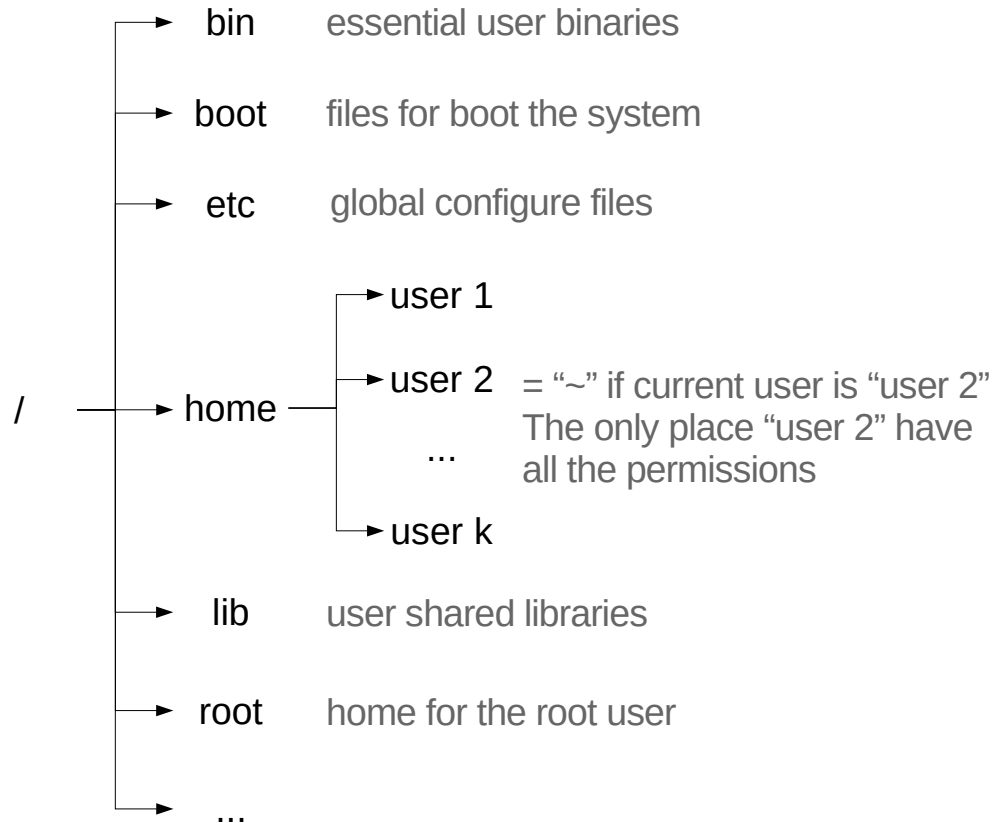 bin essential user binaries
boot files for boot the system
etc global configure files
user 1
user 2 = “~” if current user is “user 2”
/ home
The only place “user 2” have
...
all the permissions
user k
lib user shared libraries
root home for the root user
...